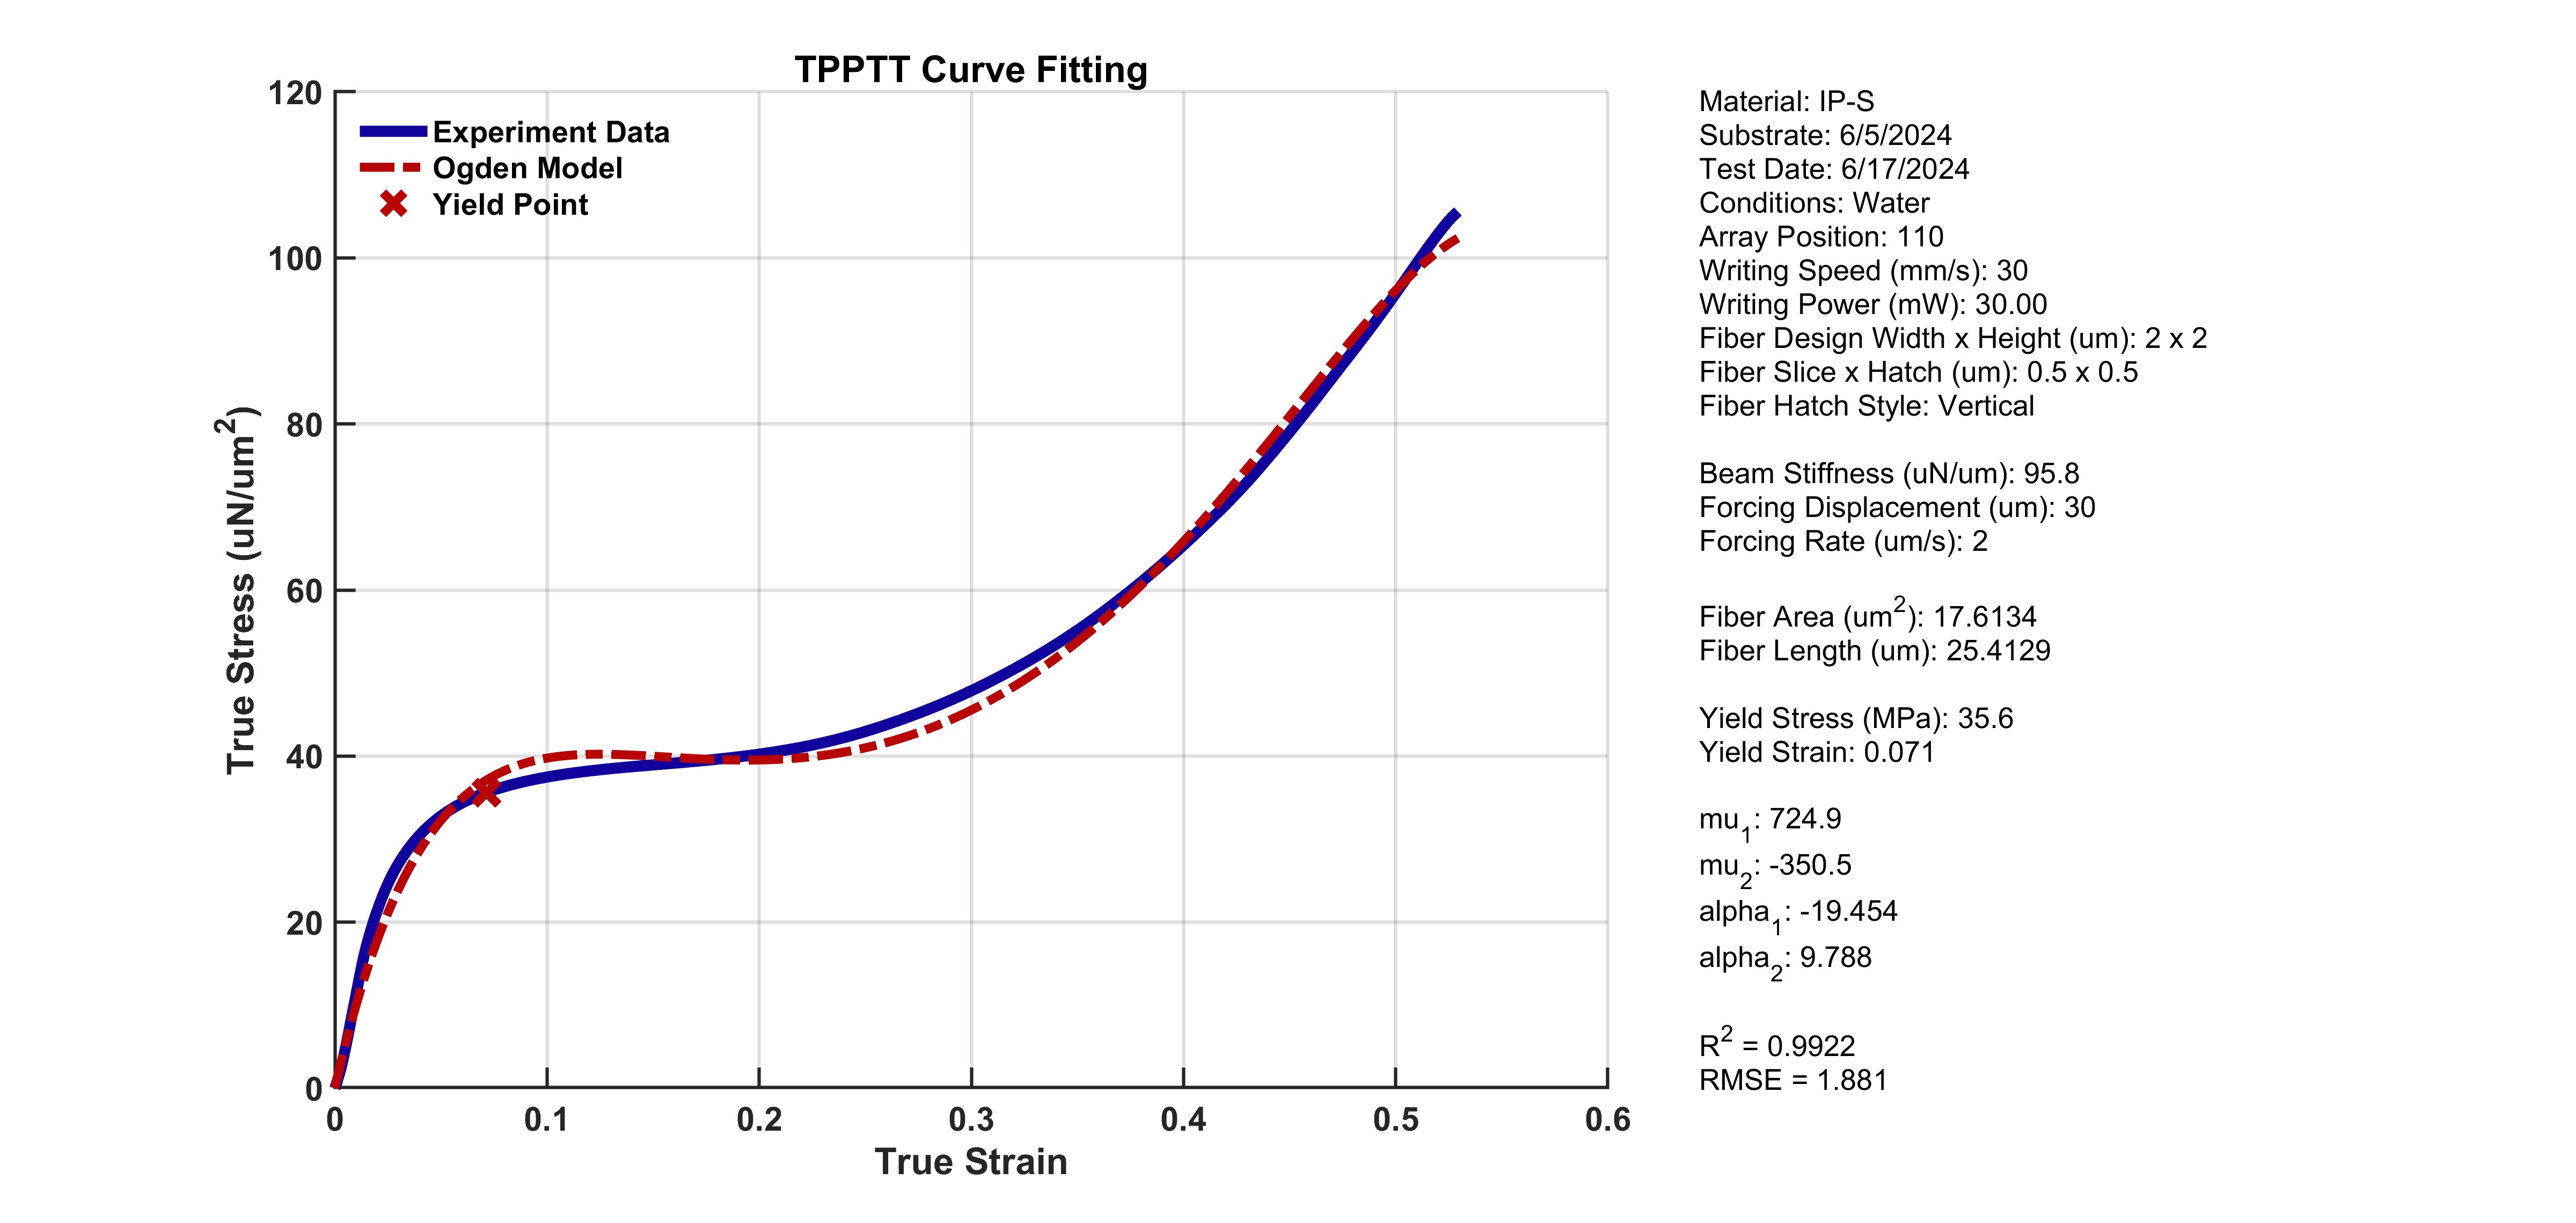 TPPTT Curve Fitting
120
100
80
60
40
20
0
True Stress (uN/um²)
Experiment Data
Ogden Model
Yield Point
0 0.1 0.2 0.3 0.4 0.5 0.6
True Strain
Material: IP-S
Substrate: 6/5/2024
Test Date: 6/17/2024
Conditions: Water
Array Position: 110
Writing Speed (mm/s): 30
Writing Power (mW): 30.00
Fiber Design Width x Height (um): 2 x 2
Fiber Slice x Hatch (um): 0.5 x 0.5
Fiber Hatch Style: Vertical
Beam Stiffness (uN/um): 95.8
Forcing Displacement (um): 30
Forcing Rate (um/s): 2
Fiber Area (um²): 17.6134
Fiber Length (um): 25.4129
Yield Stress (MPa): 35.6
Yield Strain: 0.071
mu₁: 724.9
mu₂: -350.5
alpha₁: -19.454
alpha₂: 9.788
R² = 0.9922
RMSE = 1.881